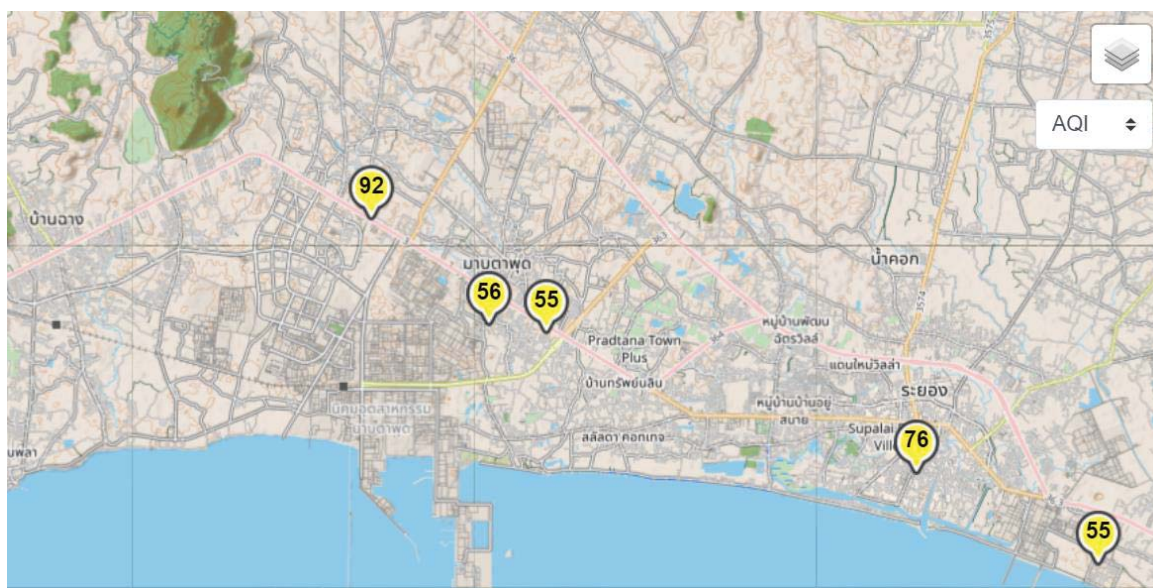 3574
AQI
92
บ้านฉาง
มาบตาพุด
56
55
363
น้ำคอก
3574
Pradtana Town
Plus
หมู่บ้านพัฒน
ฉัตรวิลล์
แดนใหม่วิลล่า
บ้านทรัพย์บลิน
ระยอง
หมู่บ้านบ้านอยู่
สบาย
นิคมอุตสาหกรรม
มาบตาพุด
สลิลดา คอทเทจ
Supalai
Ville
76
55